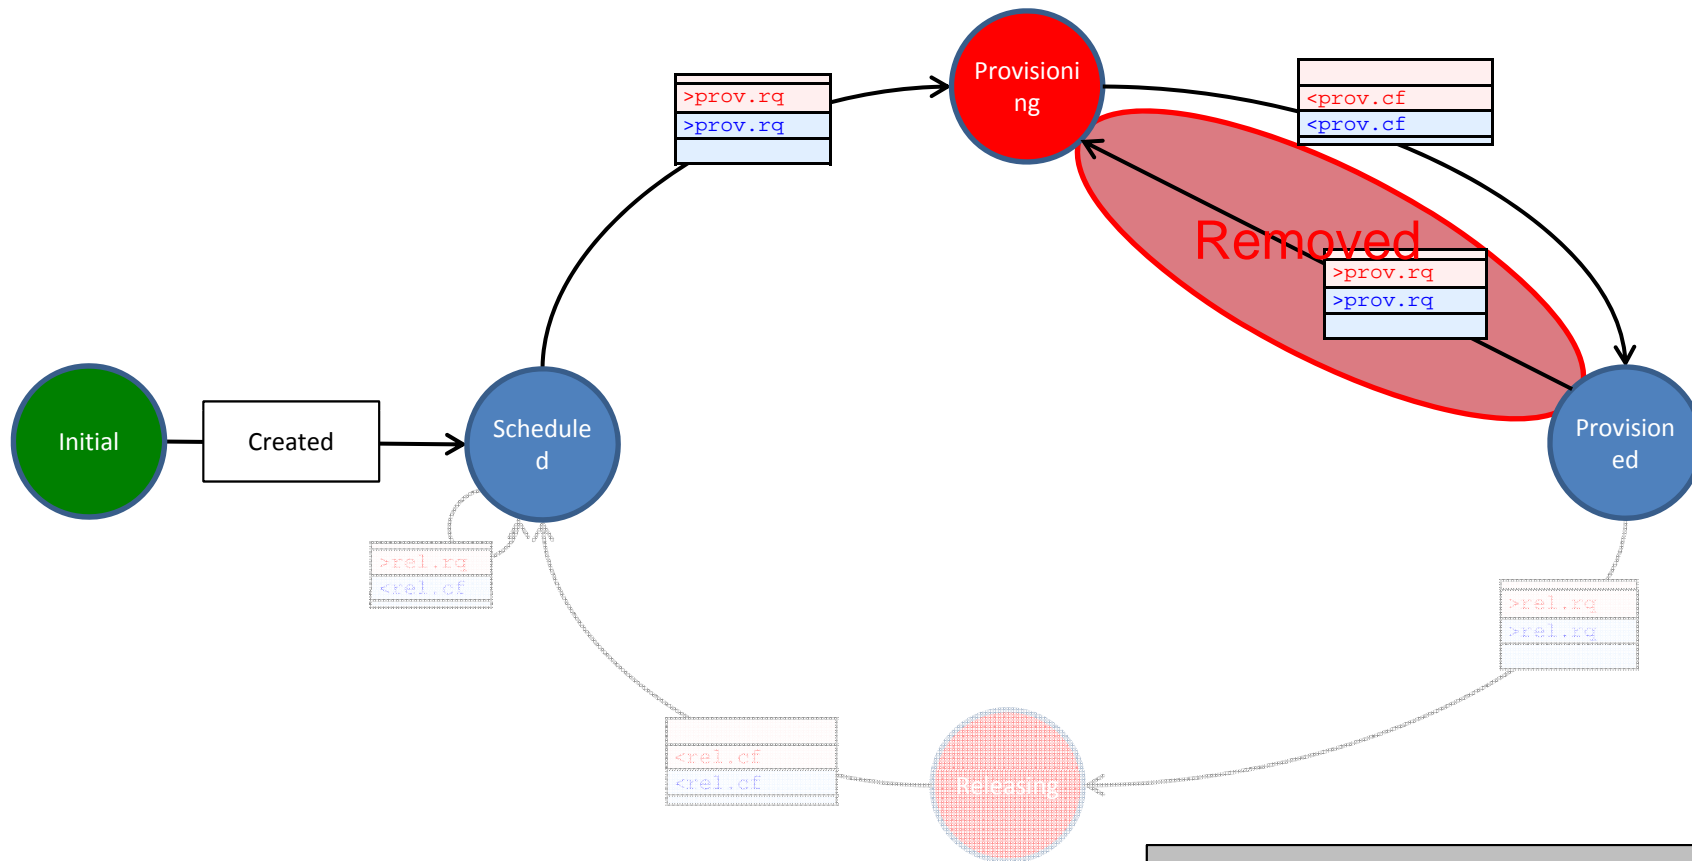 Provisioni
ng
>prov.rq
>prov.rq
<prov.cf
<prov.cf
Removed
>prov.rq
>prov.rq
Initial
Created
Schedule
d
Provision
ed
>rel.rq
<rel.cf
>rel.rq
>rel.rq
<rel.cf
<rel.cf
Releasing